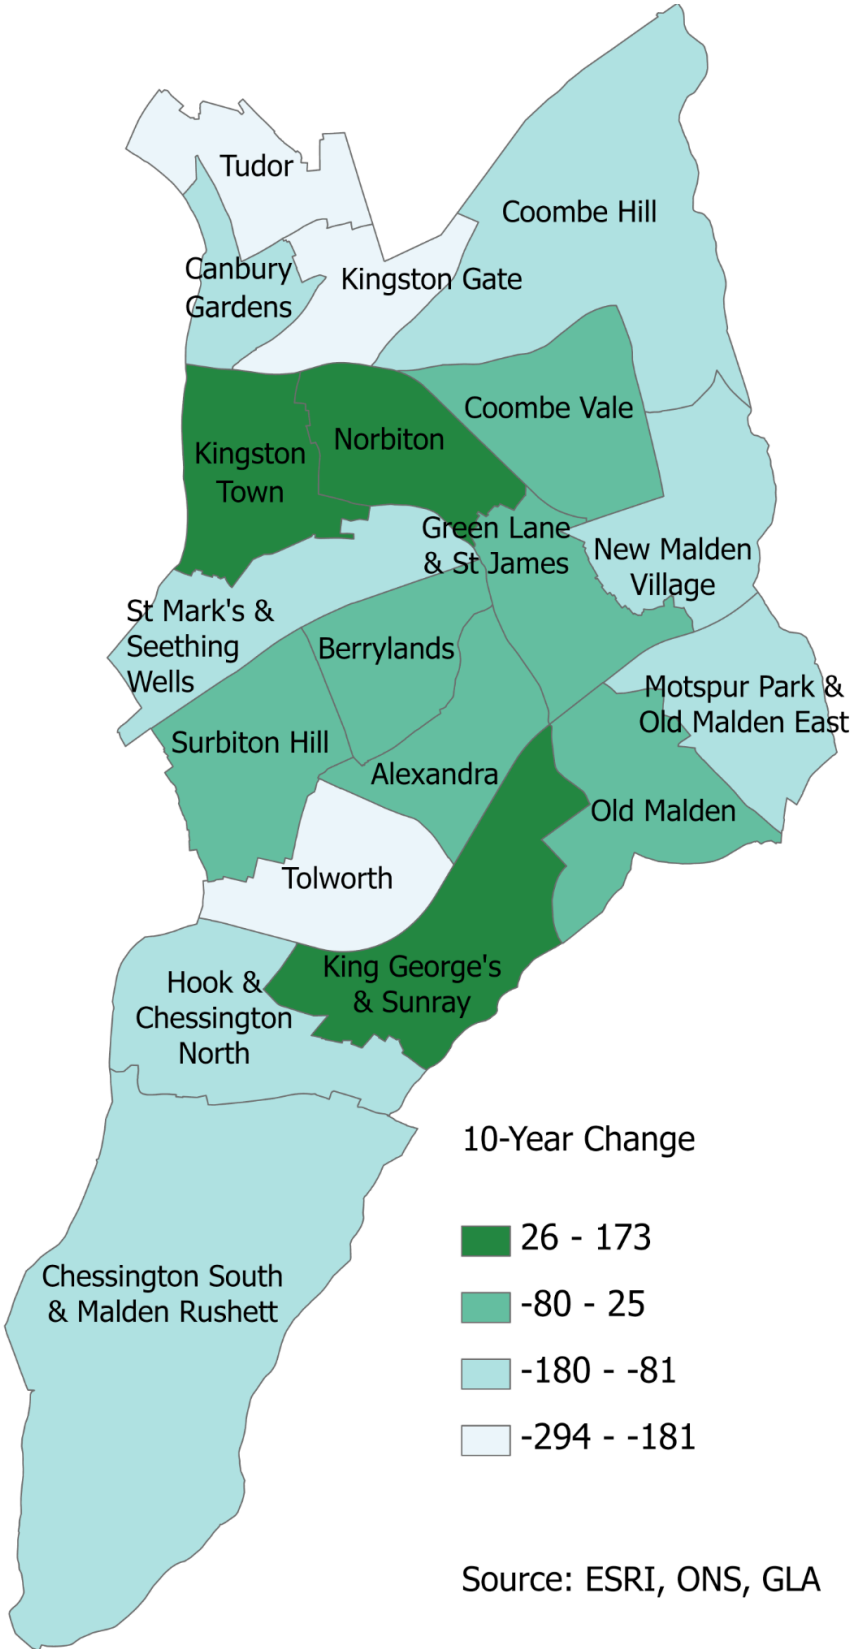 Tudor
Coombe Hill
Canbury
Gardens
Kingston Gate
Coombe Vale
Kingston
Town
Norbiton
Green Lane
& St James
New Malden
Village
St Mark's &
Seething
Wells
Berrylands
Motspur Park &
Old Malden East
Surbiton Hill
Alexandra
Old Malden
Tolworth
King George's
& Sunray
Hook &
Chessington
North
10-Year Change
26 - 173
-80 - 25
-180 - -81
-294 - -181
Chessington South
& Malden Rushett
Source: ESRI, ONS, GLA